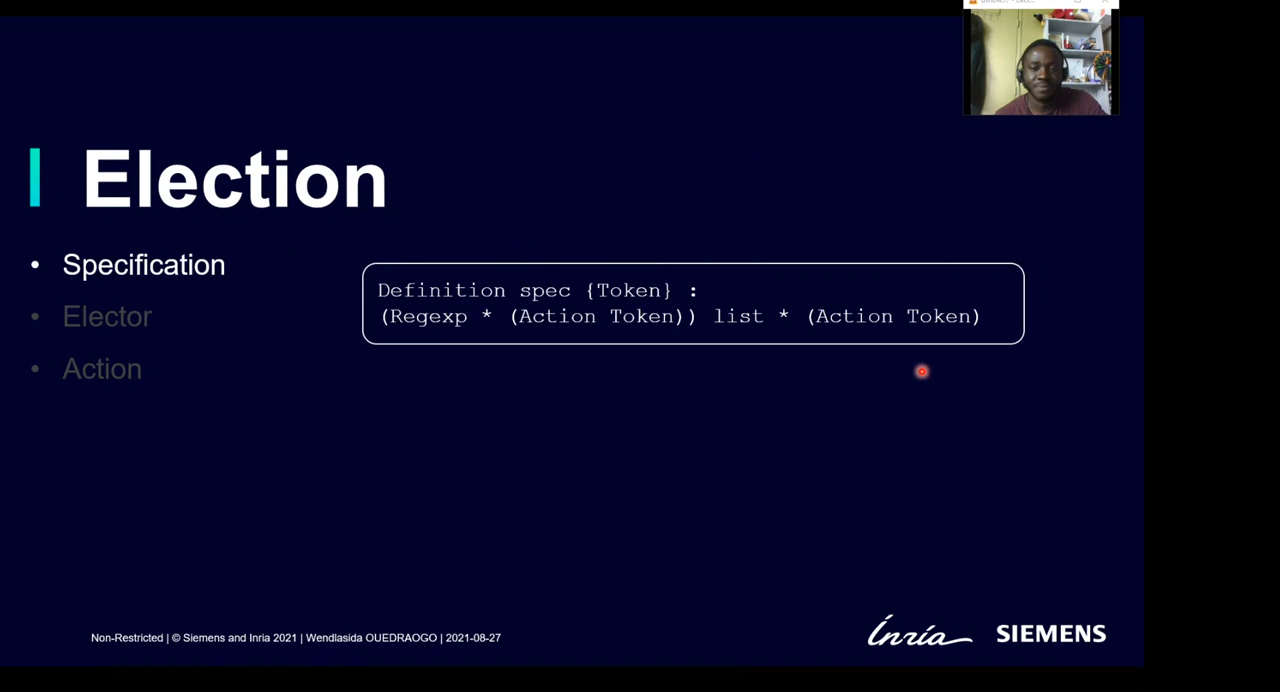 Election
• Specification
• Elector
• Action
Definition spec {Token} :
(Regexp * (Action Token)) list * (Action Token)
Non-Restricted | © Siemens and Inria 2021 | Wendlasida OUEDRAOGO | 2021-08-27
Inria
SIEMENS